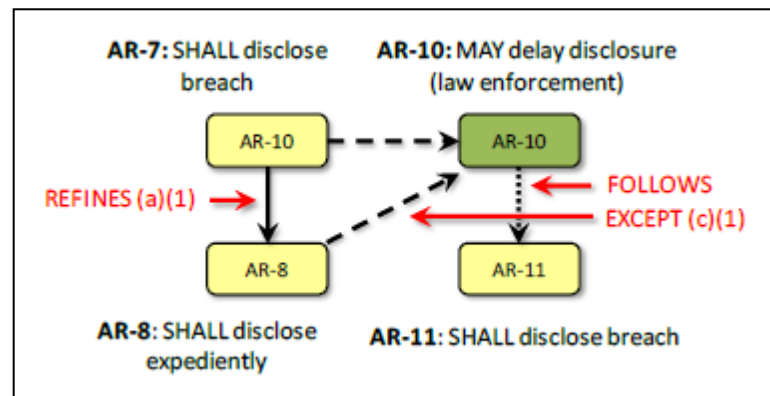 AR-7: SHALL disclose
breach
AR-10: MAY delay disclosure
(law enforcement)
AR-10
AR-10
REFINES (a)(1)
FOLLOWS
EXCEPT (c)(1)
AR-8
AR-11
AR-8: SHALL disclose
expediently
AR-11: SHALL disclose breach